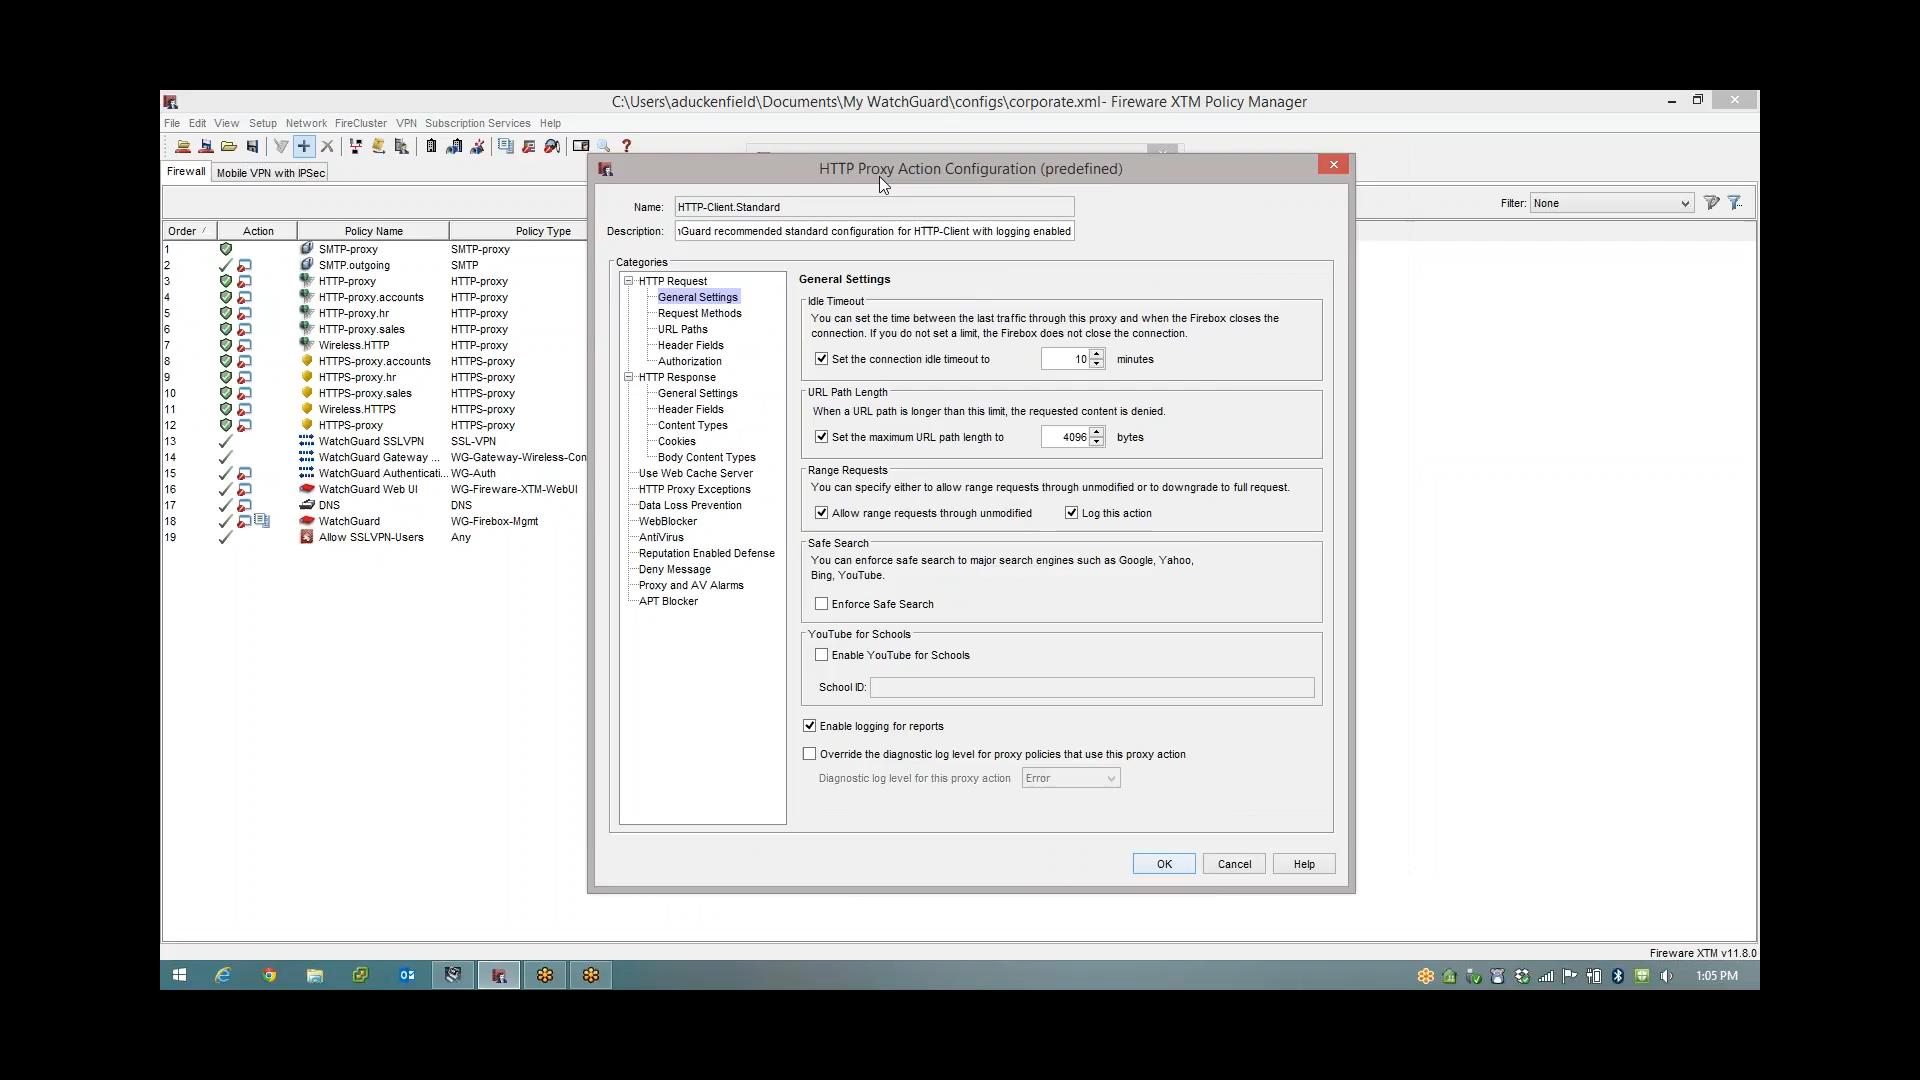 C:\Users\aduckenfield\Documents\My WatchGuard\configs\corporate.xml- Fireware XTM Policy Manager
File Edit View Setup Network FireCluster VPN Subscription Services Help
Firewall Mobile VPN with IPSec
Filter: None
Order Action Policy Name Policy Type
1 SMTP-proxy SMTP-proxy
2 SMTP.outgoing SMTP
3 HTTP-proxy HTTP-proxy
4 HTTP-proxy.accounts HTTP-proxy
5 HTTP-proxy.hr HTTP-proxy
6 HTTP-proxy.sales HTTP-proxy
7 Wireless.HTTP HTTP-proxy
8 HTTPS-proxy.accounts HTTPS-proxy
9 HTTPS-proxy.hr HTTPS-proxy
10 HTTPS-proxy.sales HTTPS-proxy
11 Wireless.HTTPS HTTPS-proxy
12 HTTPS-proxy HTTPS-proxy
13 WatchGuard SSLVPN SSL-VPN
14 WatchGuard Gateway ... WG-Gateway-Wireless-Con
15 WatchGuard Authenticati... WG-Auth
16 WatchGuard Web UI WG-Fireware-XTM-WebUI
17 DNS DNS
18 WatchGuard WG-Firebox-Mgmt
19 Allow SSLVPN-Users Any
HTTP Proxy Action Configuration (predefined)
Name: HTTP-Client.Standard
Description: nGuard recommended standard configuration for HTTP-Client with logging enabled
Categories
HTTP Request
General Settings
Request Methods
URL Paths
Header Fields
Authorization
HTTP Response
General Settings
Header Fields
Content Types
Cookies
Body Content Types
Use Web Cache Server
HTTP Proxy Exceptions
Data Loss Prevention
WebBlocker
AntiVirus
Reputation Enabled Defense
Deny Message
Proxy and AV Alarms
APT Blocker
General Settings
Idle Timeout
You can set the time between the last traffic through this proxy and when the Firebox closes the
connection. If you do not set a limit, the Firebox does not close the connection.
Set the connection idle timeout to 10 minutes
URL Path Length
When a URL path is longer than this limit, the requested content is denied.
Set the maximum URL path length to 4096 bytes
Range Requests
You can specify either to allow range requests through unmodified or to downgrade to full request.
Allow range requests through unmodified Log this action
Safe Search
You can enforce safe search to major search engines such as Google, Yahoo,
Bing, YouTube.
Enforce Safe Search
YouTube for Schools
Enable YouTube for Schools
School ID:
Enable logging for reports
Override the diagnostic log level for proxy policies that use this proxy action
Diagnostic log level for this proxy action Error
OK Cancel Help
Fireware XTM v11.8.0
1:05 PM